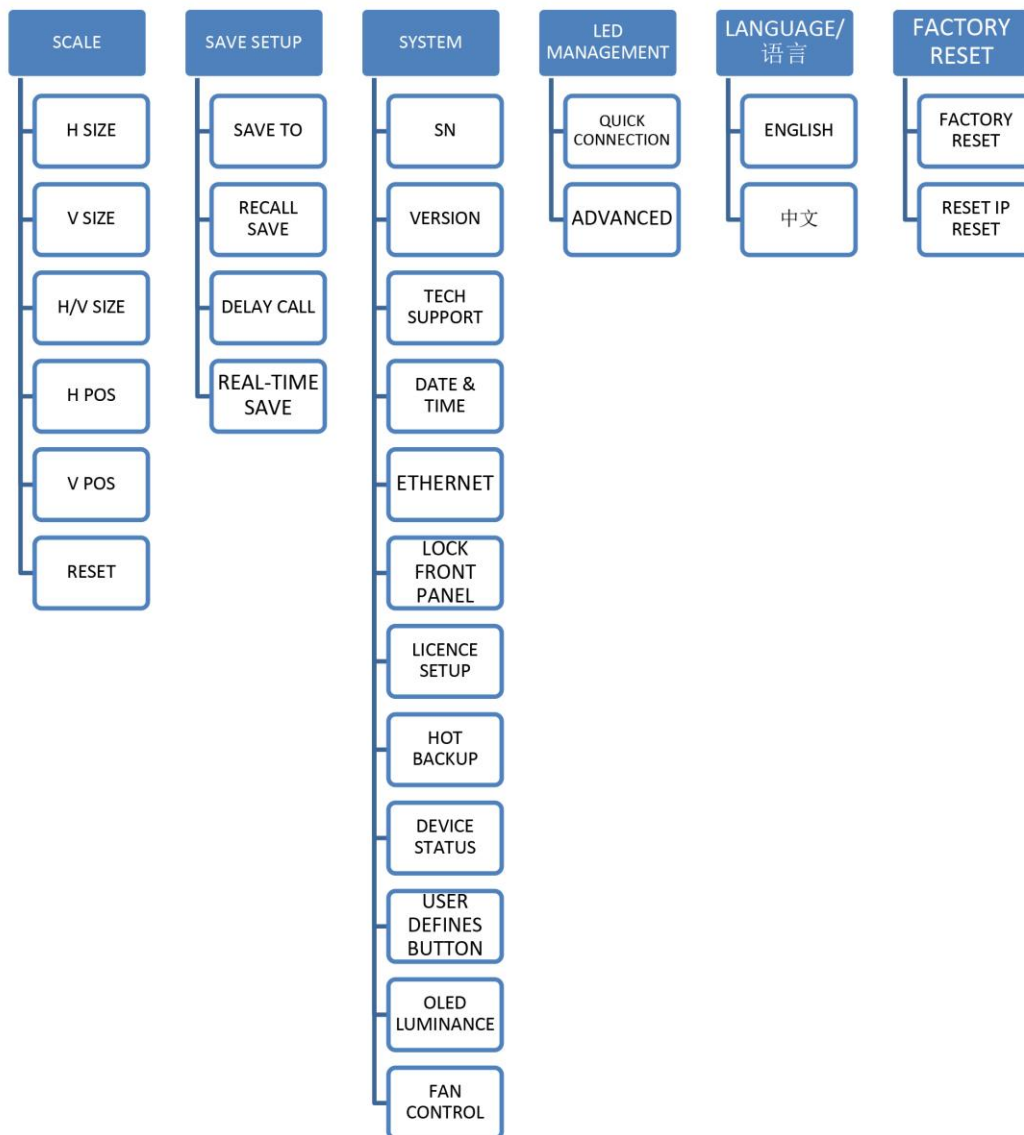 SCALE
H SIZE
V SIZE
H/V SIZE
H POS
V POS
RESET
SAVE SETUP
SAVE TO
RECALL
SAVE
DELAY CALL
REAL-TIME
SAVE
SYSTEM
SN
VERSION
TECH
SUPPORT
DATE &
TIME
ETHERNET
LOCK
FRONT
PANEL
LICENCE
SETUP
HOT
BACKUP
DEVICE
STATUS
USER
DEFINES
BUTTON
OLED
LUMINANCE
FAN
CONTROL
LED
MANAGEMENT
QUICK
CONNECTION
ADVANCED
LANGUAGE/
语言
ENGLISH
中文
FACTORY
RESET
FACTORY
RESET
RESET IP
RESET